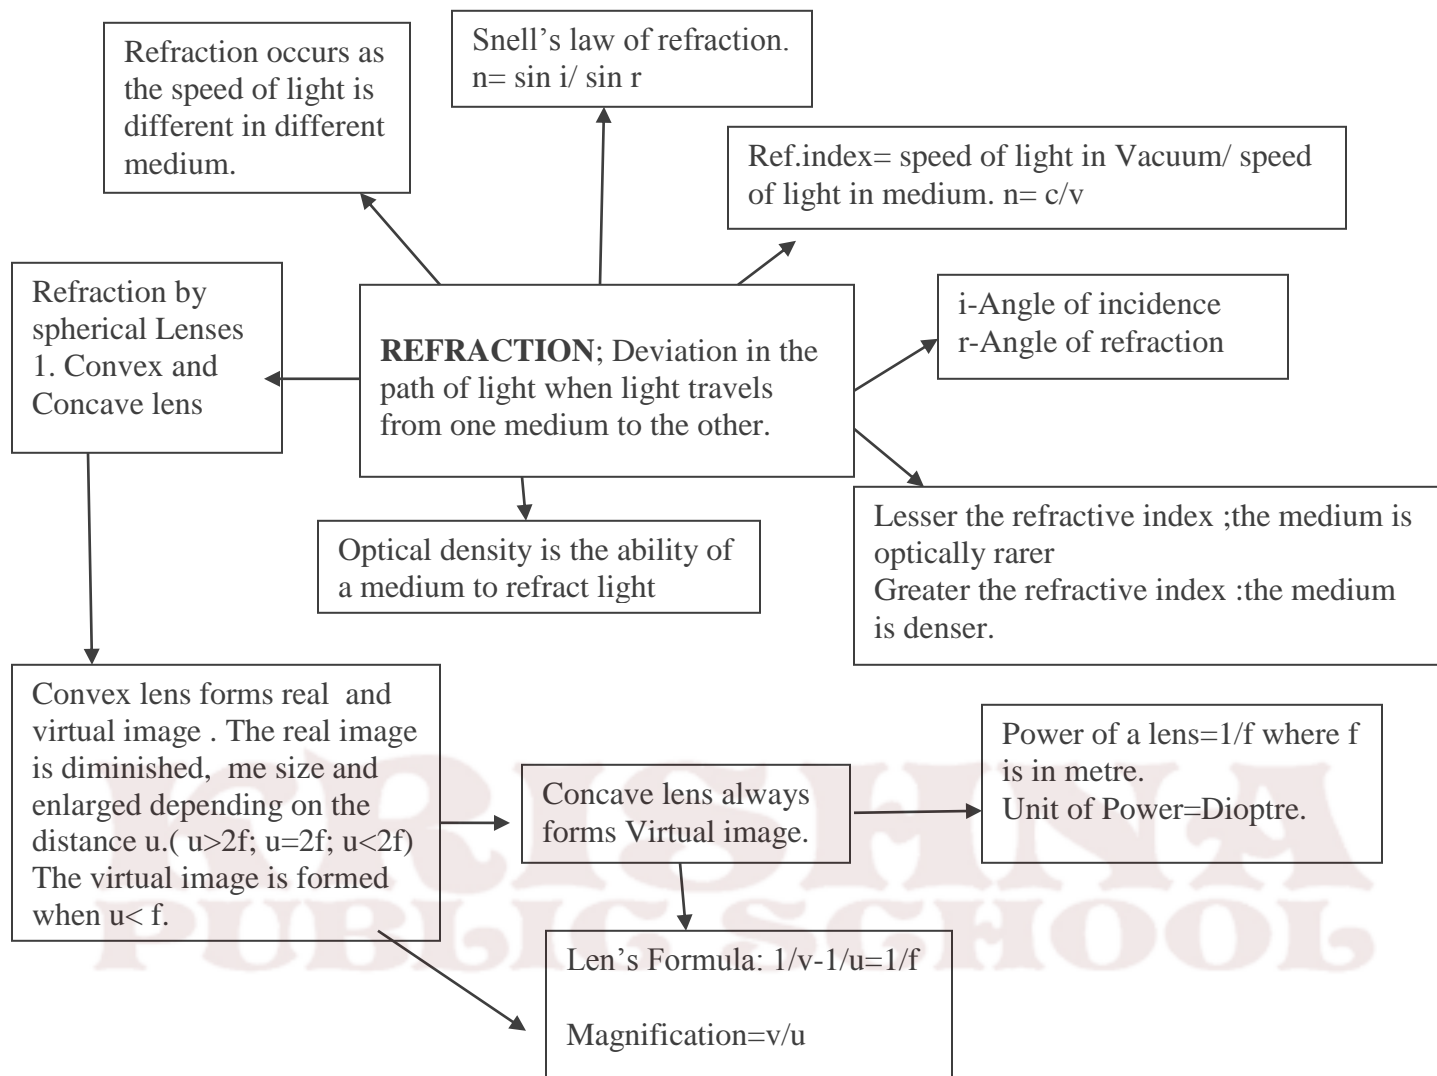 Refraction occurs as
the speed of light is
different in different
medium.
Snell’s law of refraction.
n= sin i/ sin r
Ref.index= speed of light in Vacuum/ speed
of light in medium. n= c/v
Refraction by
spherical Lenses
1. Convex and
Concave lens
REFRACTION; Deviation in the
path of light when light travels
from one medium to the other.
i-Angle of incidence
r-Angle of refraction
Optical density is the ability of
a medium to refract light
Lesser the refractive index ;the medium is
optically rarer
Greater the refractive index :the medium
is denser.
Convex lens forms real and
virtual image . The real image
is diminished, me size and
enlarged depending on the
distance u.( u>2f; u=2f; u<2f)
The virtual image is formed
when u< f.
Concave lens always
forms Virtual image.
Power of a lens=1/f where f
is in metre.
Unit of Power=Dioptre.
Len’s Formula: 1/v-1/u=1/f
Magnification=v/u
KRISHNA
PUBLIC SCHOOL